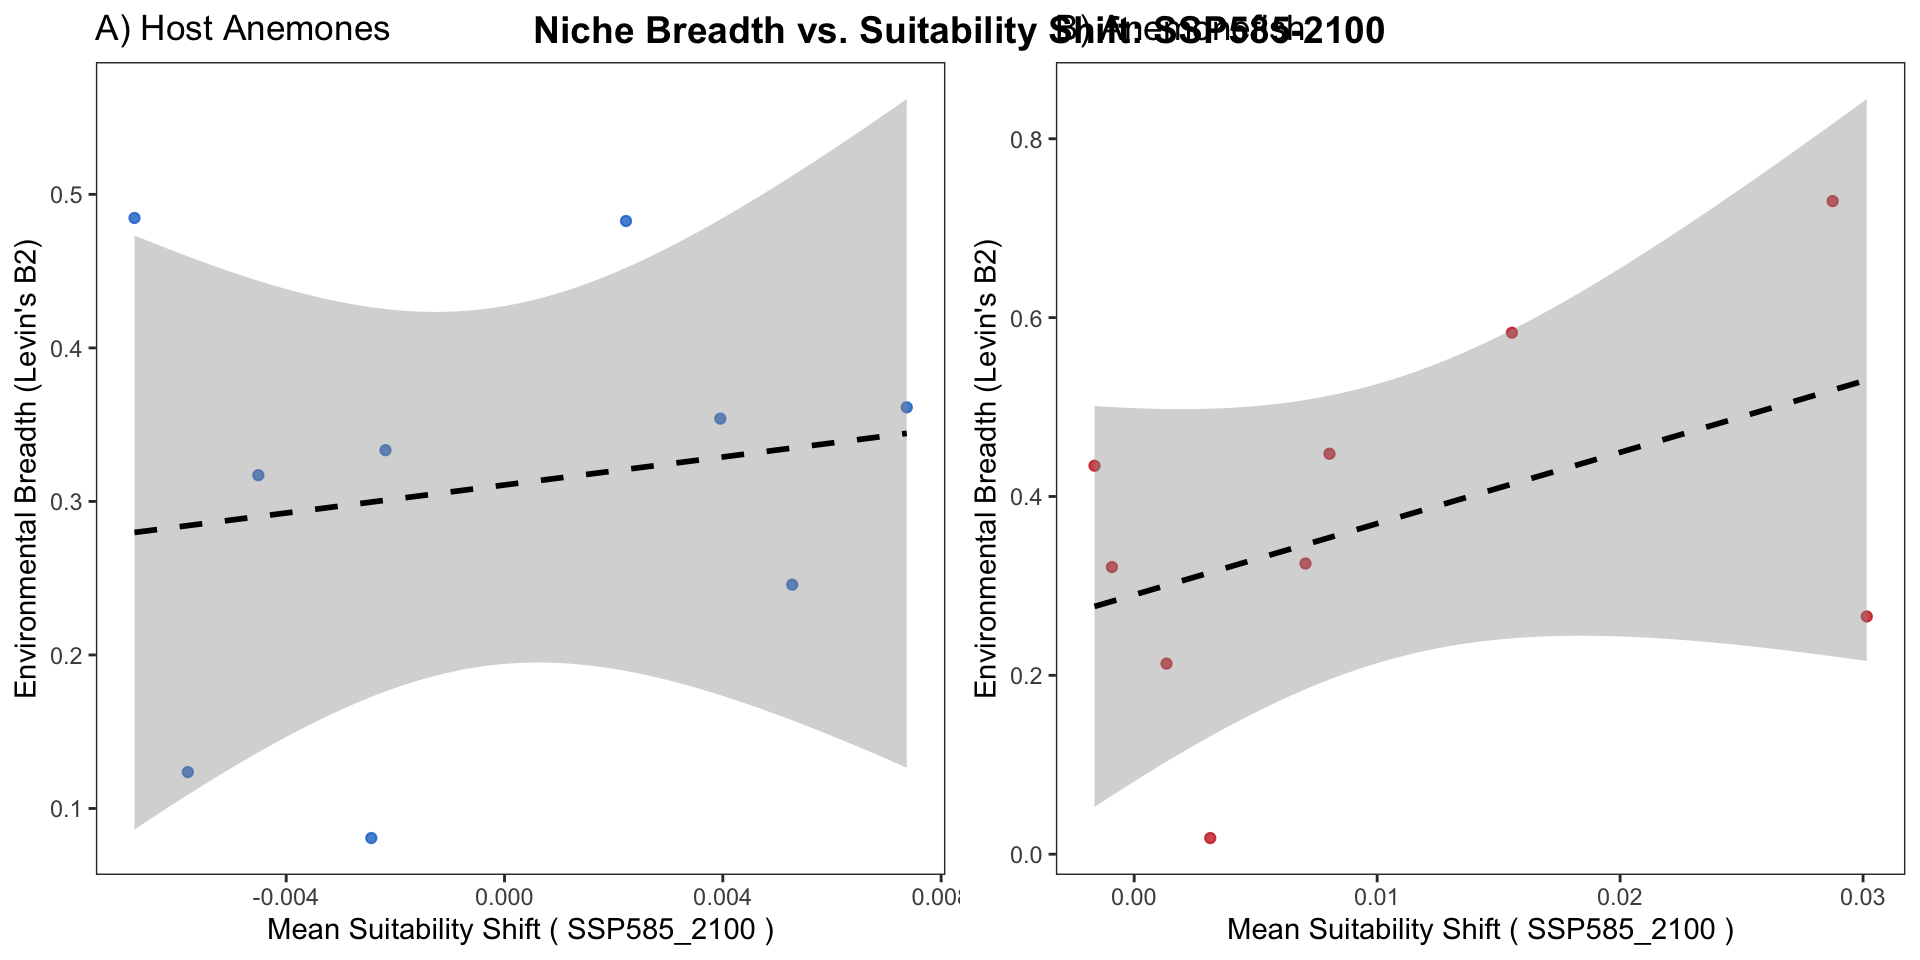 Niche Breadth vs. Suitability Shift: SSP585-2100
A) Host Anemones
B) Anemonefish
Environmental Breadth (Levin's B2)
0.5
0.4
0.3
0.2
0.1
-0.004 0.000 0.004 0.008
Mean Suitability Shift ( SSP585_2100 )
Environmental Breadth (Levin's B2)
0.8
0.6
0.4
0.2
0.0
0.00 0.01 0.02 0.03
Mean Suitability Shift ( SSP585_2100 )